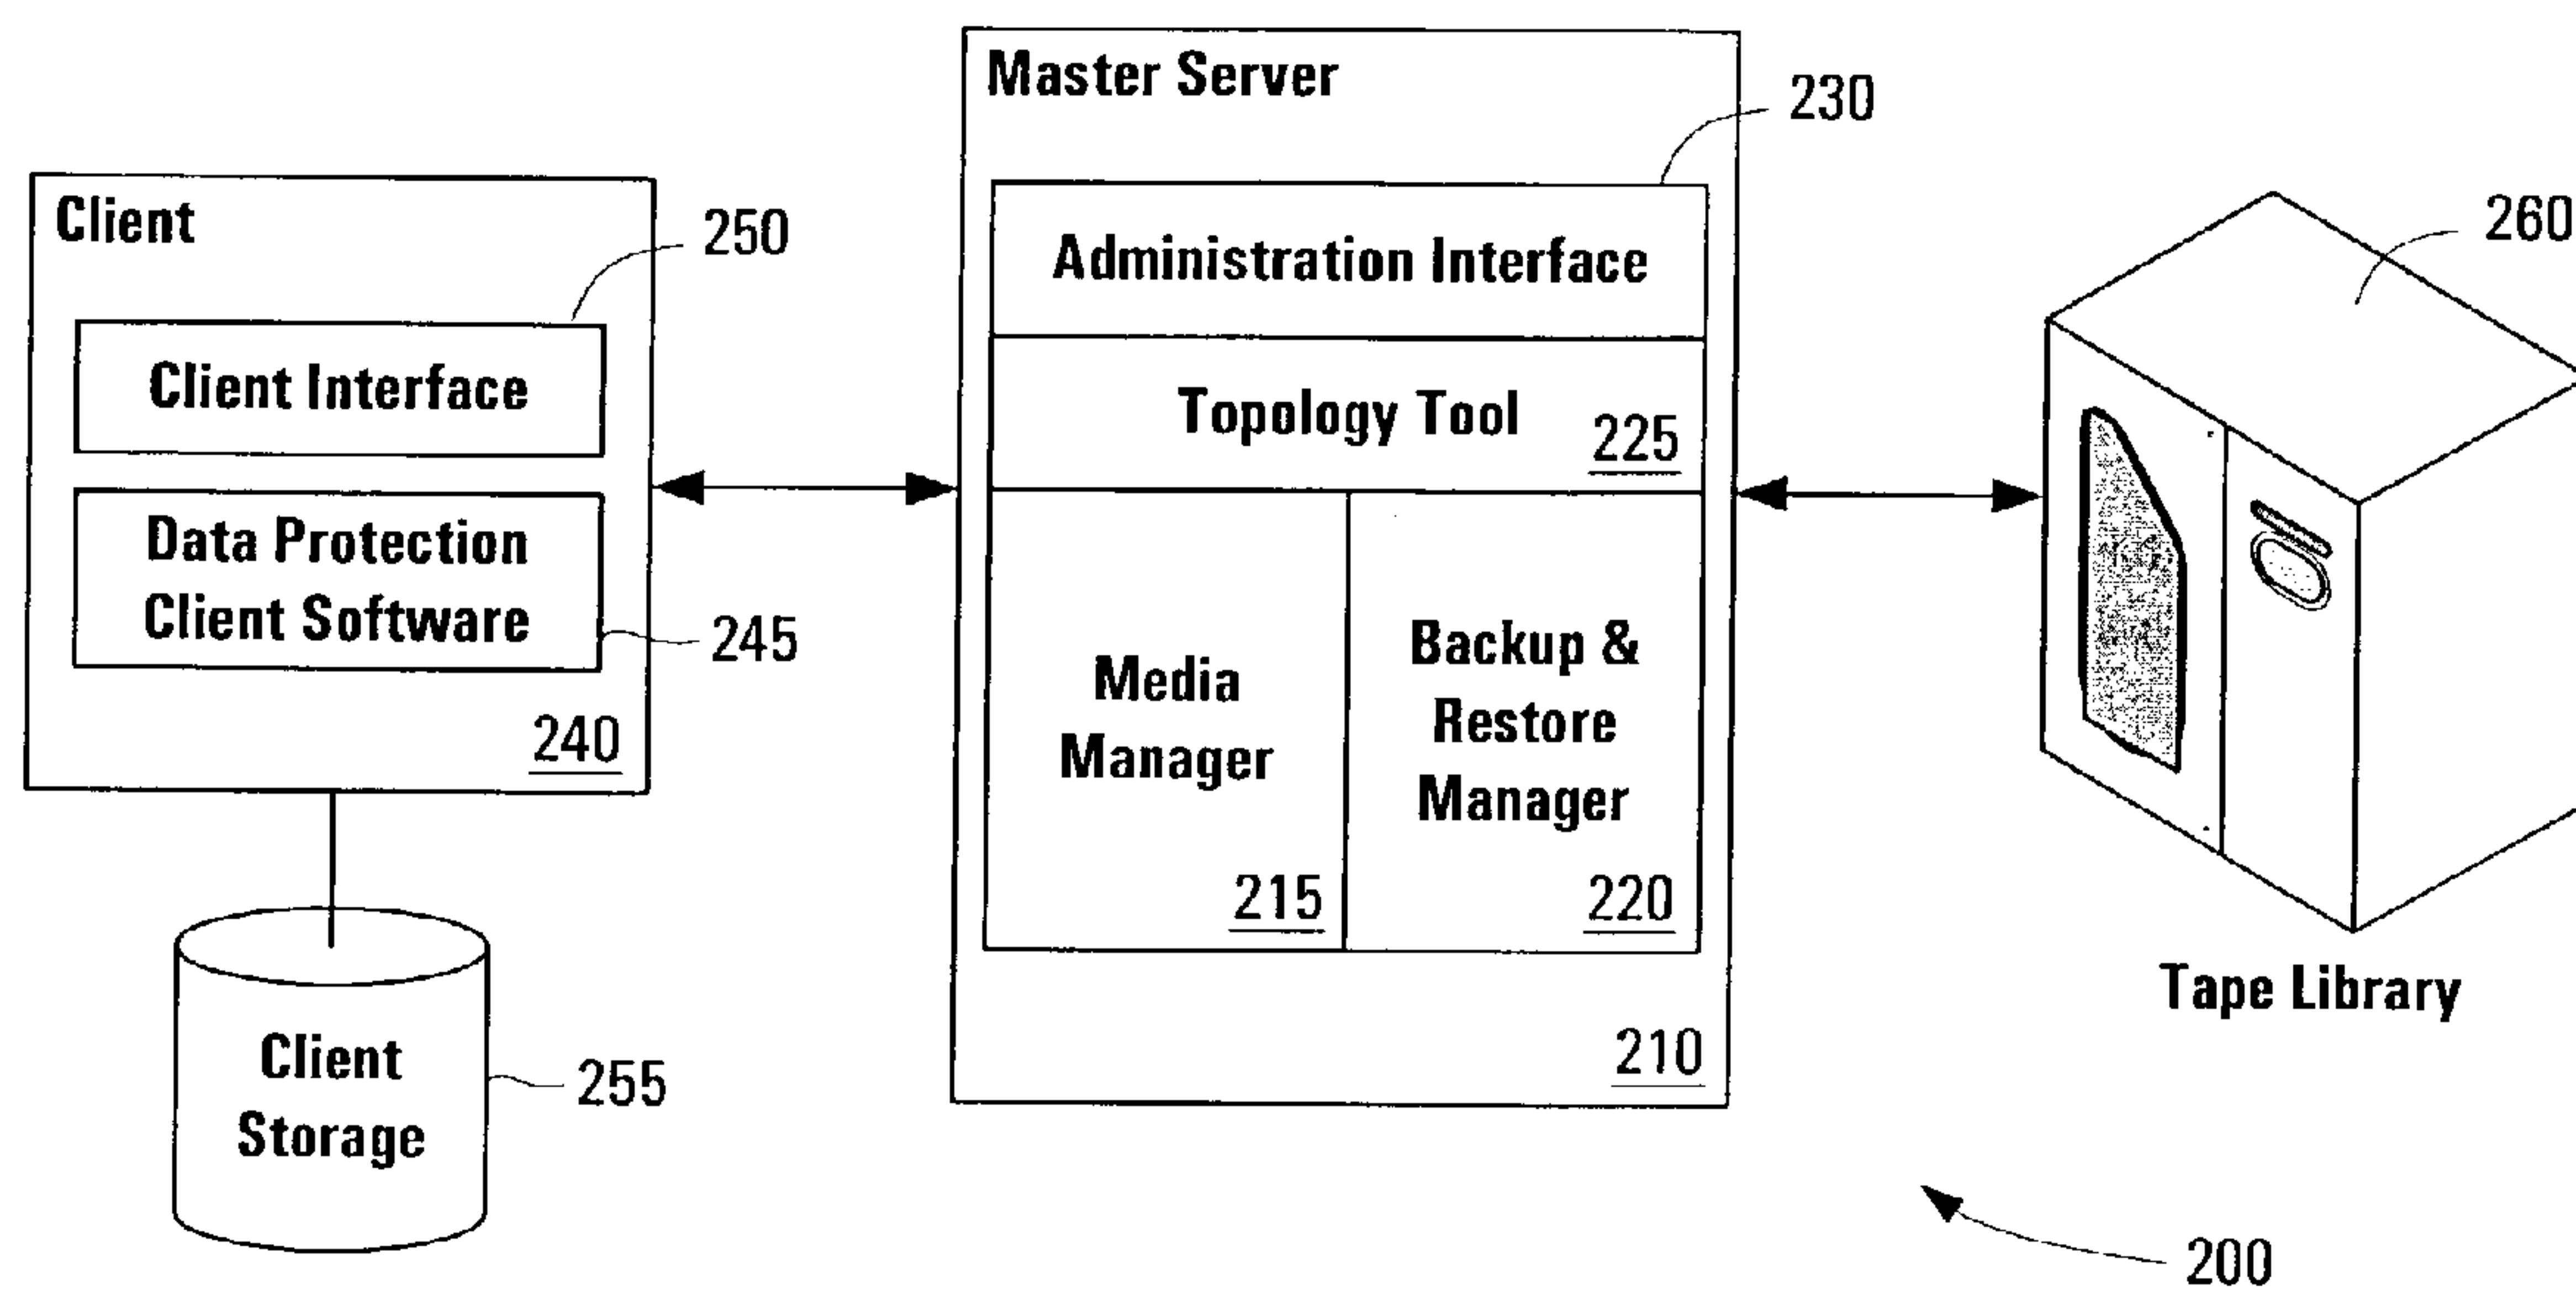 Client
250
Client Interface
Data Protection
Client Software
245
240
Client
Storage
255
Master Server
230
Administration Interface
Topology Tool
225
Media
Manager
215
Backup &
Restore
Manager
220
210
260
Tape Library
200